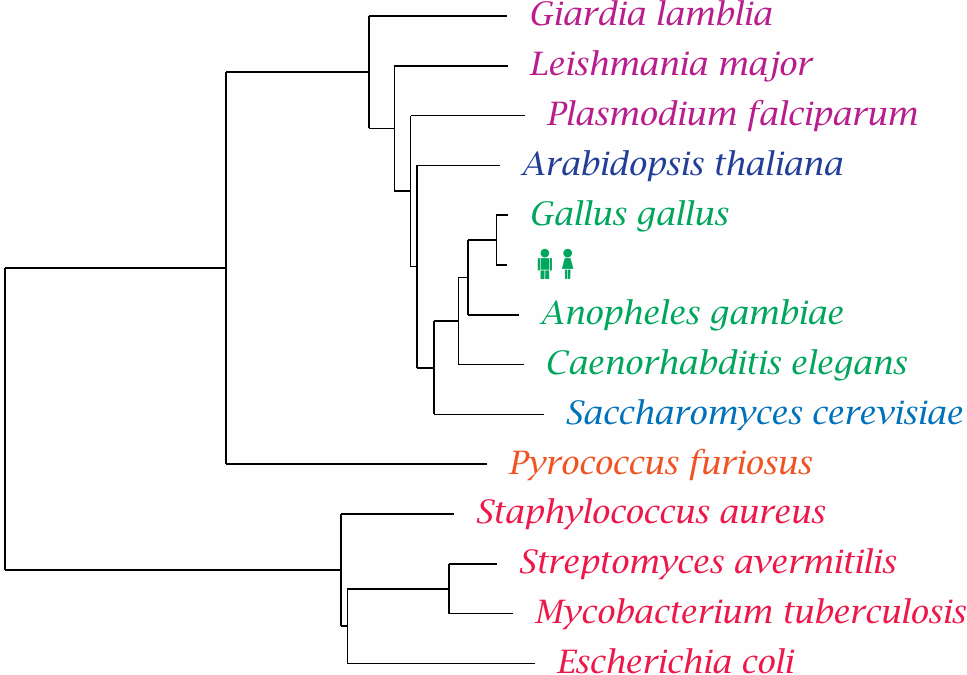 Giardia lamblia
Leishmania major
Plasmodium falciparum
Arabidopsis thaliana
Gallus gallus
Anopheles gambiae
Caenorhabditis elegans
Saccharomyces cerevisiae
Pyrococcus furiosus
Staphylococcus aureus
Streptomyces avermitilis
Mycobacterium tuberculosis
Escherichia coli